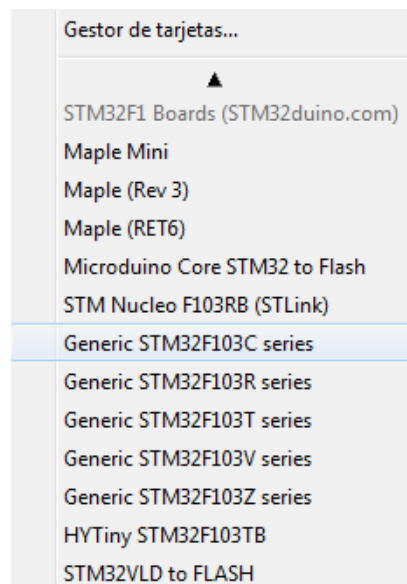 Gestor de tarjetas...
STM32F1 Boards (STM32duino.com)
Maple Mini
Maple (Rev 3)
Maple (RET6)
Microduino Core STM32 to Flash
STM Nucleo F103RB (STLink)
Generic STM32F103C series
Generic STM32F103R series
Generic STM32F103T series
Generic STM32F103V series
Generic STM32F103Z series
HYTiny STM32F103TB
STM32VLD to FLASH